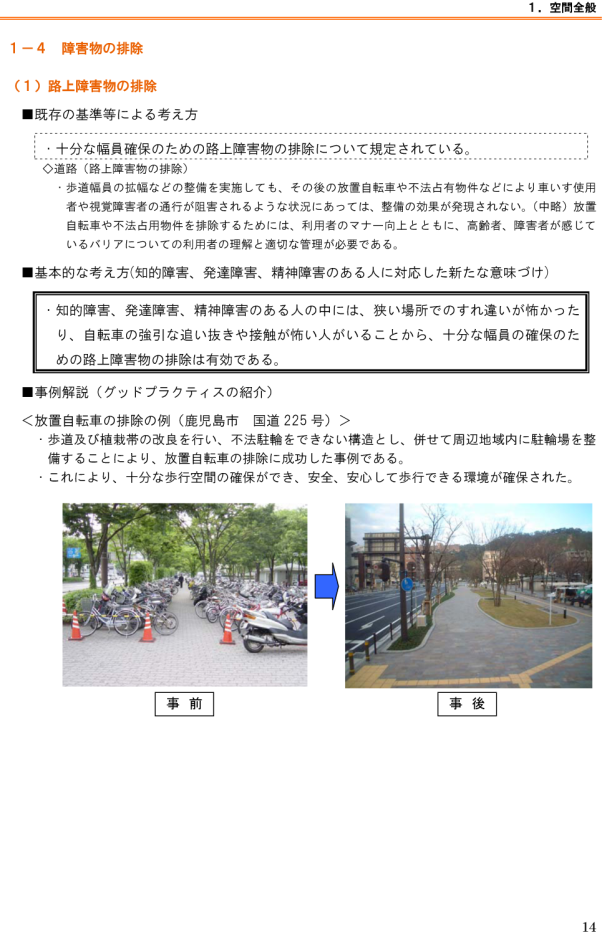 １．空間全般
１－４　障害物の排除
（１）路上障害物の排除
■既存の基準等による考え方
・十分な幅員確保のための路上障害物の排除について規定されている。
◇道路（路上障害物の排除）
・歩道幅員の拡幅などの整備を実施しても、その後の放置自転車や不法占有物件などにより車いす使用
者や視覚障害者の通行が阻害されるような状況にあっては、整備の効果が発現されない。（中略）放置
自転車や不法占用物件を排除するためには、利用者のマナー向上とともに、高齢者、障害者が感じて
いるバリアについての利用者の理解と適切な管理が必要である。
■基本的な考え方(知的障害、発達障害、精神障害のある人に対応した新たな意味づけ)
・知的障害、発達障害、精神障害のある人の中には、狭い場所でのすれ違いが怖かった
り、自転車の強引な追い抜きや接触が怖い人がいることから、十分な幅員の確保のた
めの路上障害物の排除は有効である。
■事例解説（グッドプラクティスの紹介）
＜放置自転車の排除の例（鹿児島市　国道 225 号）＞
・歩道及び植栽帯の改良を行い、不法駐輪をできない構造とし、併せて周辺地域内に駐輪場を整
備することにより、放置自転車の排除に成功した事例である。
・これにより、十分な歩行空間の確保ができ、安全、安心して歩行できる環境が確保された。
事 前
事 後
14